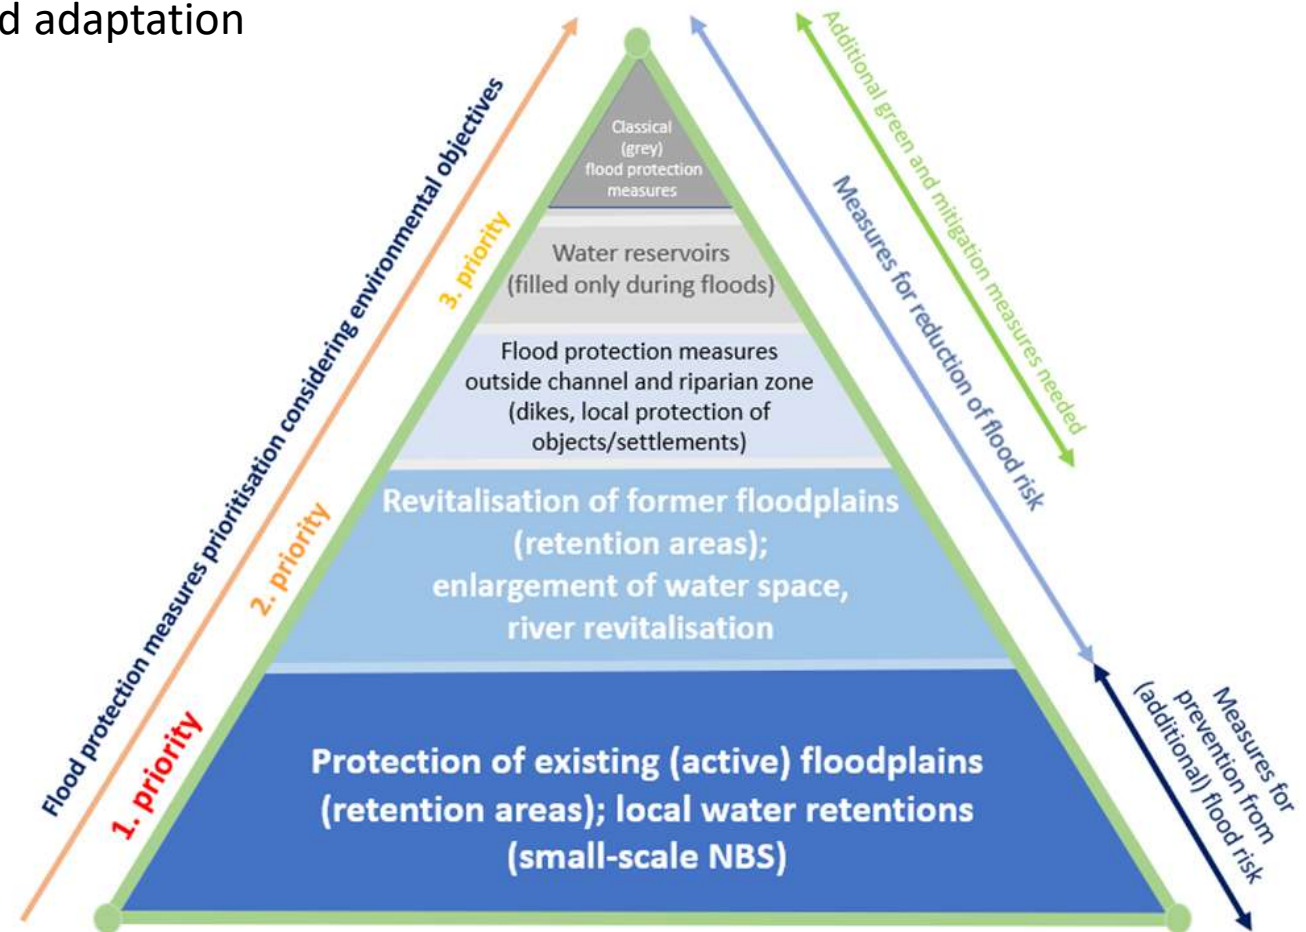 d adaptation
Flood protection measures prioritisation considering environmental objectives
1. priority
2. priority
3. priority
Classical
(grey)
flood protection
measures
Water reservoirs
(filled only during floods)
Flood protection measures
outside channel and riparian zone
(dikes, local protection of
objects/settlements)
Revitalisation of former floodplains
(retention areas);
enlargement of water space,
river revitalisation
Protection of existing (active) floodplains
(retention areas); local water retentions
(small-scale NBS)
Additional green and mitigation measures needed
Measures for reduction of flood risk
Measures for
prevention from
(additional) flood risk